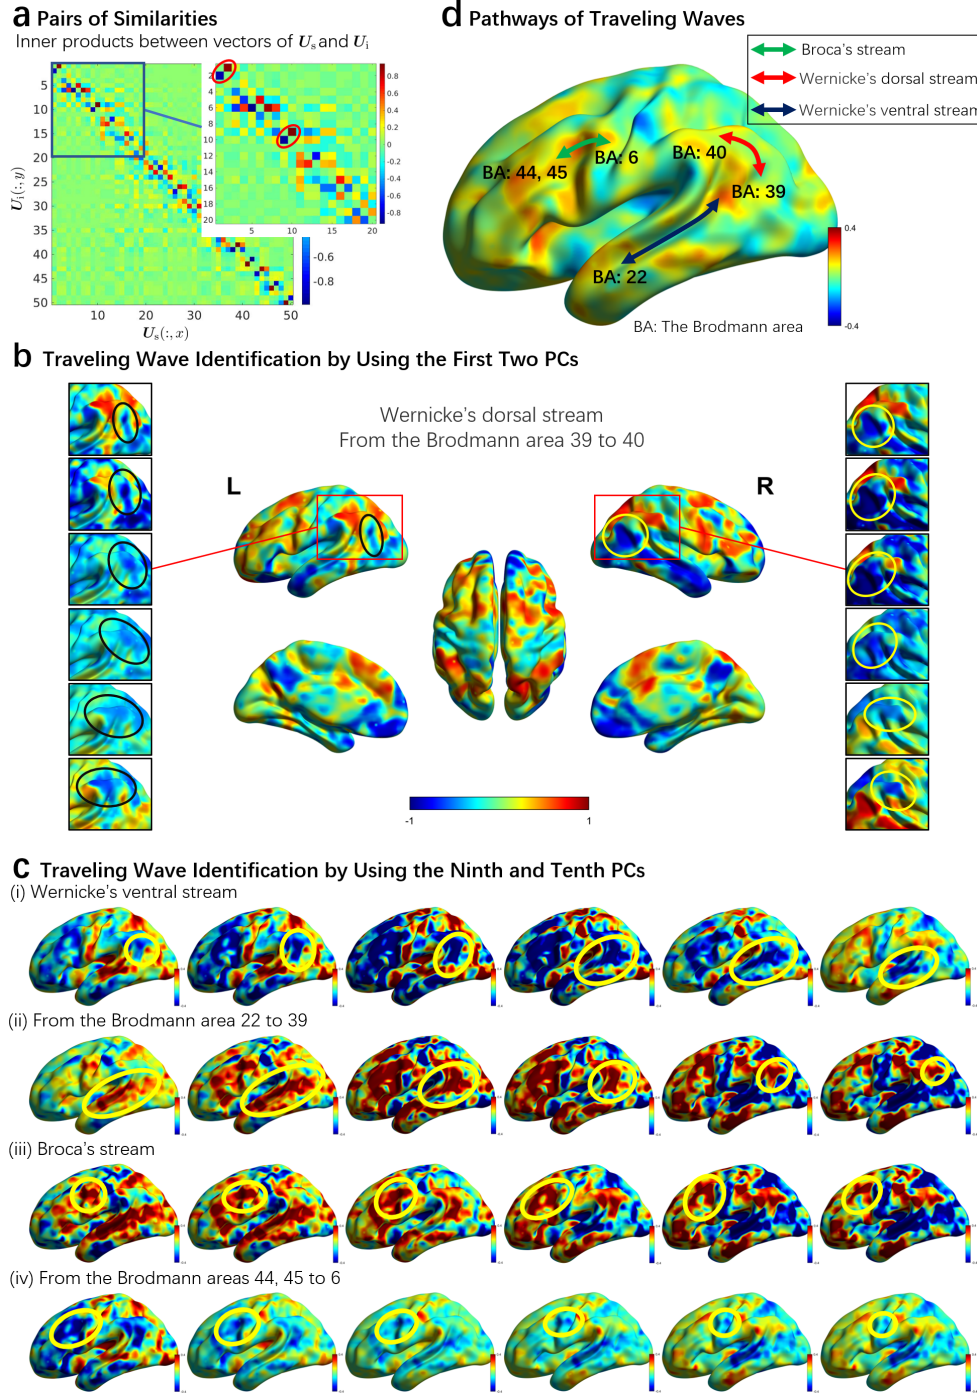 a Pairs of Similarities
Inner products between vectors of Us and Ui
5
10
15
20
25
30
35
40
45
50
10
20
30
40
50
Ui(:,y)
Us(:,x)
2
4
6
8
10
12
14
16
18
20
5
10
15
20
0.8
0.6
0.4
0.2
0
-0.2
-0.4
-0.6
-0.8
-0.6
-0.8
d Pathways of Traveling Waves
Broca's stream
Wernicke's dorsal stream
Wernicke's ventral stream
BA: 44, 45
BA: 6
BA: 40
BA: 39
BA: 22
0.4
-0.4
BA: The Brodmann area
b Traveling Wave Identification by Using the First Two PCs
Wernicke's dorsal stream
From the Brodmann area 39 to 40
L
R
-1
1
c Traveling Wave Identification by Using the Ninth and Tenth PCs
(i) Wernicke's ventral stream
(ii) From the Brodmann area 22 to 39
(iii) Broca's stream
(iv) From the Brodmann areas 44, 45 to 6